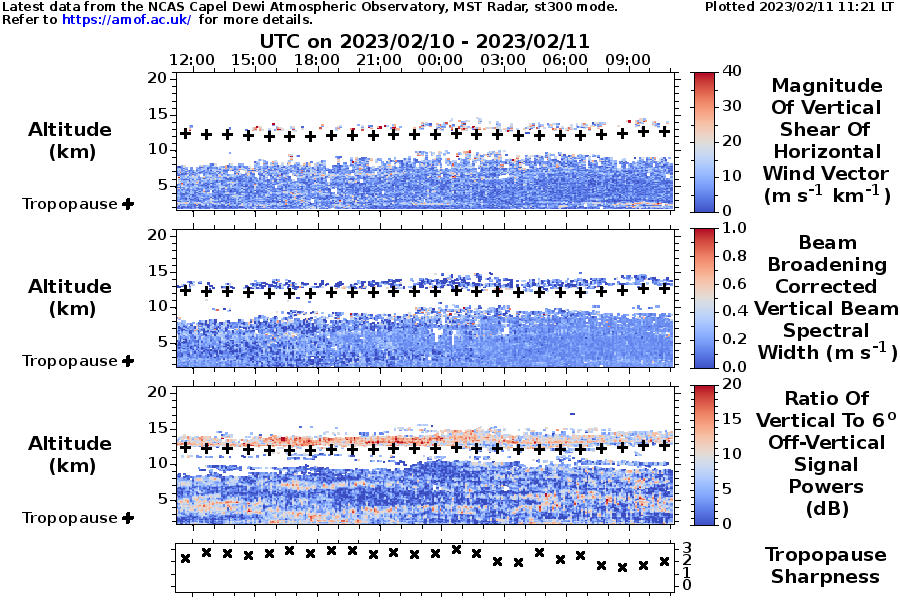 Latest data from the NCAS Capel Dewi Atmospheric Observatory, MST Radar, st300 mode.
Plotted 2023/02/11 11:21 LT
Refer to https://amof.ac.uk/ for more details.
UTC on 2023/02/10 - 2023/02/11
12:00 15:00 18:00 21:00 00:00 03:00 06:00 09:00
20
15
10
5
Altitude
(km)
Tropopause +
40
30
20
10
0
Magnitude
Of Vertical
Shear Of
Horizontal
Wind Vector
(m s-1 km-1)
20
15
10
5
Altitude
(km)
Tropopause +
1.0
0.8
0.6
0.4
0.2
0.0
Beam
Broadening
Corrected
Vertical Beam
Spectral
Width (m s-1)
20
15
10
5
Altitude
(km)
Tropopause +
20
15
10
5
0
Ratio Of
Vertical To 6o
Off-Vertical
Signal
Powers
(dB)
3
2
1
0
Tropopause
Sharpness